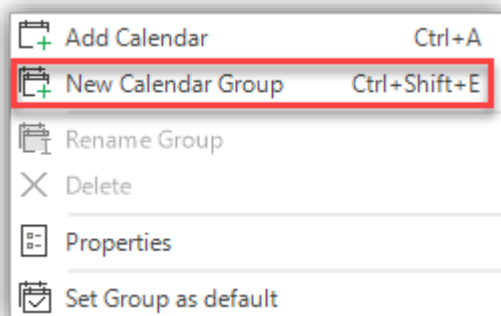 Add Calendar Ctrl+A
New Calendar Group Ctrl+Shift+E
Rename Group
Delete
Properties
Set Group as default